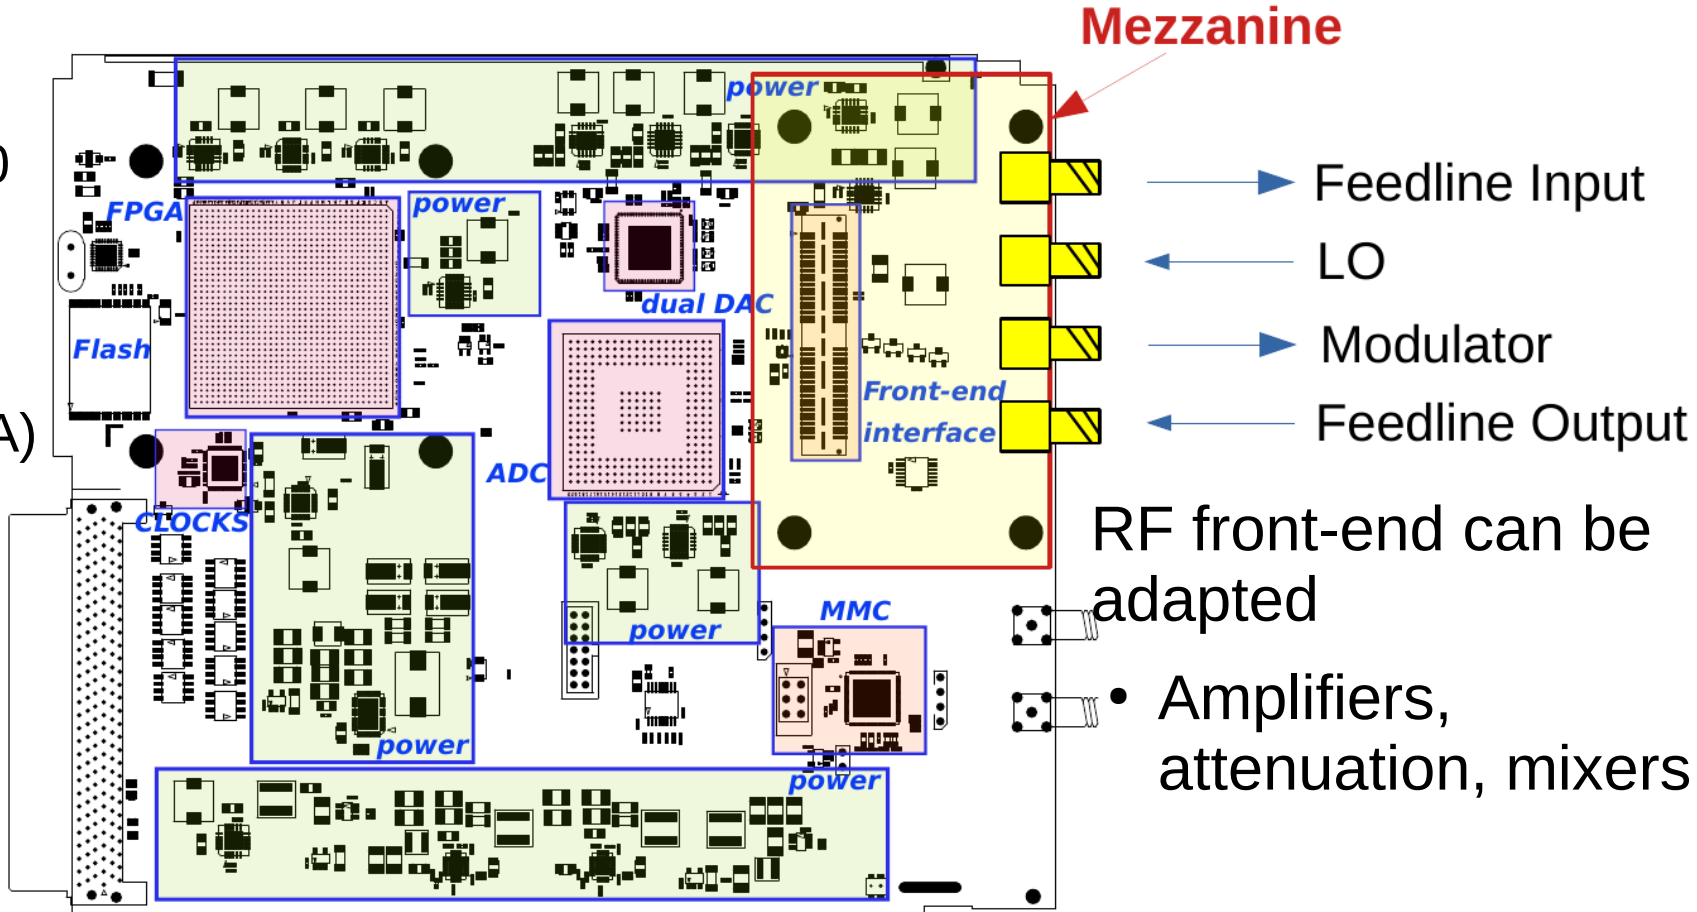 Mezzanine
power
Feedline Input
FPGA
power
LO
dual DAC
Flash
Modulator
Front-end
interface
Feedline Output
A)
ADC
CLOCKS
RF front-end can be
adapted
MMC
power
• Amplifiers,
attenuation, mixers
power
power